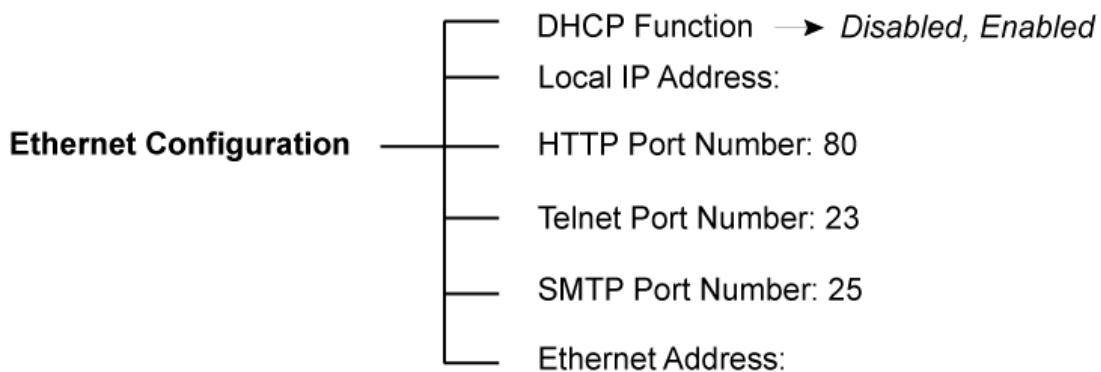 DHCP Function Disabled, Enabled
Local IP Address:
Ethernet Configuration
HTTP Port Number: 80
Telnet Port Number: 23
SMTP Port Number: 25
Ethernet Address: